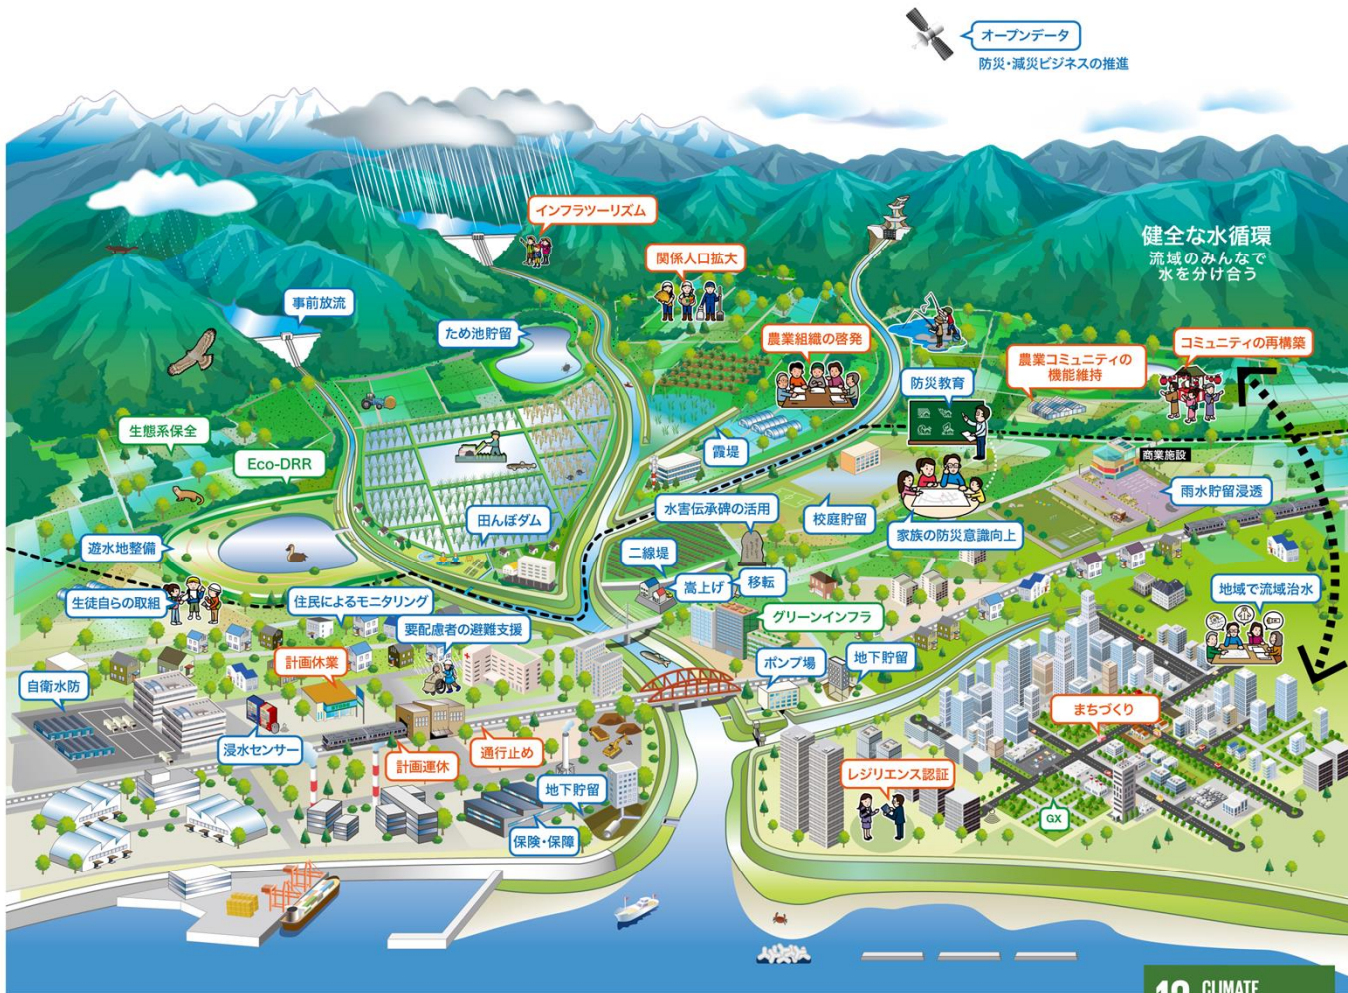 オープンデータ
防災・減災ビジネスの推進
インフラツーリズム
健全な水循環
流域のみんなで
水を分け合う
関係人口拡大
事前放流
ため池貯留
農業組織の啓発
農業コミュニティの
機能維持
コミュニティの再構築
防災教育
生態系保全
Eco-DRR
霞堤
商業施設
雨水貯留浸透
田んぼダム
水害伝承碑の活用
校庭貯留
家族の防災意識向上
遊水地整備
二線堤
嵩上げ
移転
生徒自らの取組
住民によるモニタリング
地域で流域治水
グリーンインフラ
要配慮者の避難支援
計画休業
ポンプ場
地下貯留
自衛水防
まちづくり
浸水センサー
計画運休
通行止め
レジリエンス認証
地下貯留
保険・保障
GX
13 CLIMATE